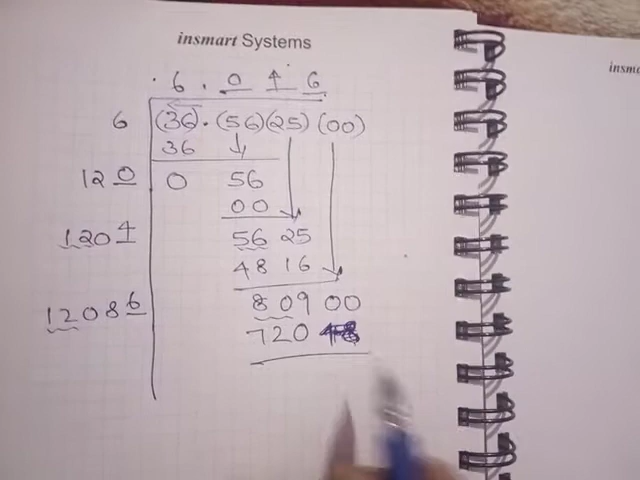 insmart Systems
insm
. 6 . 0 4 6
6 (36) . (56)(25)(00)
36
120 0 56
00
1204 56 25
48 16
12086 8 09 00
720